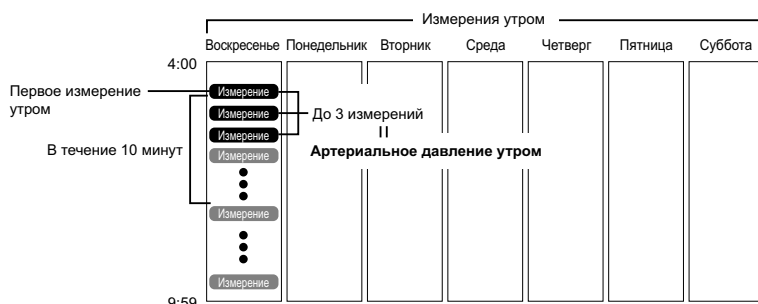 Измерения утром
Воскресенье Понедельник Вторник Среда Четверг Пятница Суббота
4:00
Первое измерение
утром
Измерение
Измерение
До 3 измерений
Измерение
В течение 10 минут
Измерение
Артериальное давление утром
Измерение
Измерение
9:59